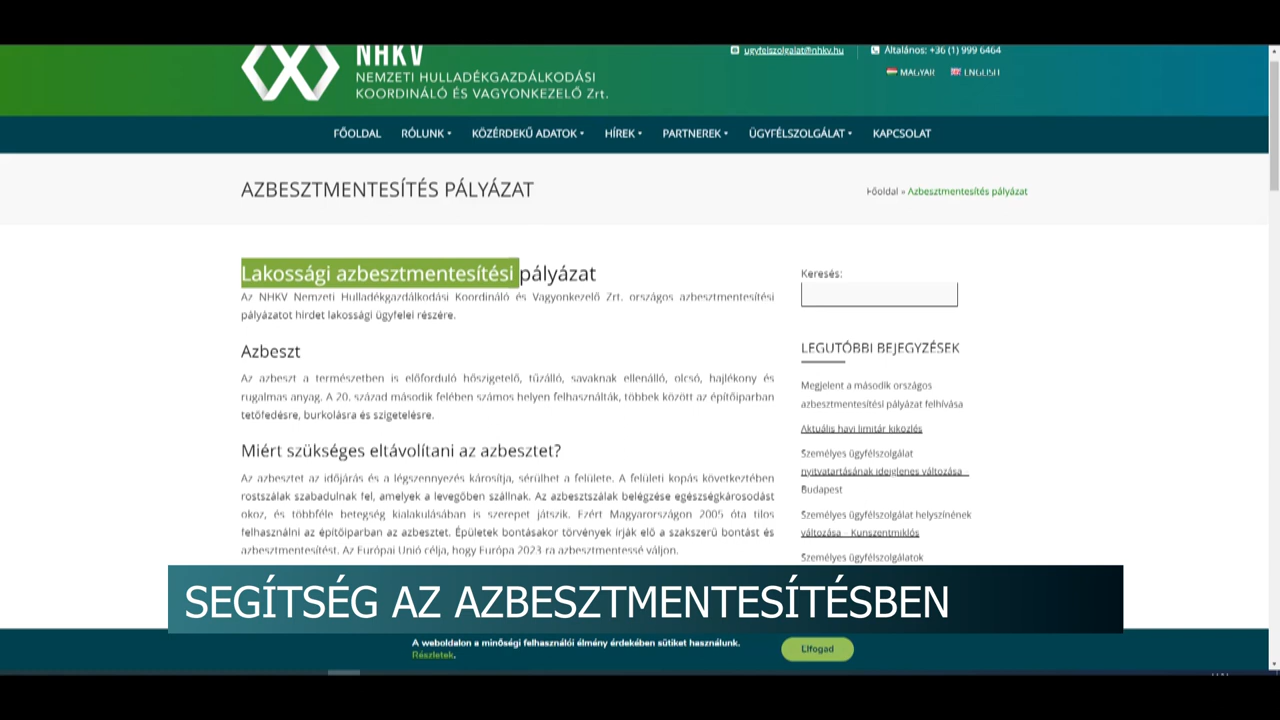 NHKV
NEMZETI HULLADÉKGAZDÁLKODÁSI
KOORDINÁLÓ ÉS VAGYONKEZELŐ Zrt.
ugyfelszolgalat@nhkv.hu
Általános: +36 (1) 999 6464
MAGYAR
ENGLISH
FŐOLDAL RÓLUNK KÖZÉRDEKŰ ADATOK HÍREK PARTNEREK ÜGYFÉLSZOLGÁLAT KAPCSOLAT
AZBESZTMENTESÍTÉS PÁLYÁZAT
Főoldal » Azbesztmentesítés pályázat
Lakossági azbesztmentesítési pályázat
Az NHKV Nemzeti Hulladékgazdálkodási Koordináló és Vagyonkezelő Zrt. országos azbesztmentesítési
pályázatot hirdet lakossági ügyfelei részére.
Azbeszt
Az azbeszt a természetben is előforduló hőszigetelő, tűzálló, savaknak ellenálló, olcsó, hajlékony és
rugalmas anyag. A 20. század második felében számos helyen felhasználták, többek között az építőiparban
tetőfedésre, burkolásra és szigetelésre.
Miért szükséges eltávolítani az azbesztet?
Az azbesztet az időjárás és a légszennyezés károsítja, sérülhet a felülete. A felületi kopás következtében
rostszálak szabadulnak fel, amelyek a levegőben szállnak. Az azbesztszálak belégzése egészségkárosodást
okoz, és többféle betegség kialakulásában is szerepet játszik. Ezért Magyarországon 2005 óta tilos
felhasználni az építőiparban az azbesztet. Épületek bontásakor törvények írják elő a szakszerű bontást és
azbesztmentesítést. Az Európai Unió célja, hogy Európa 2023-ra azbesztmentessé váljon.
Keresés:
LEGUTÓBBI BEJEGYZÉSEK
Megjelent a második országos
azbesztmentesítési pályázat felhívása
Aktuális havi limitár kiközlés
Személyes ügyfélszolgálat
nyitvatartásának ideiglenes változása –
Budapest
Személyes ügyfélszolgálat helyszínének
változása – Kunszentmiklós
Személyes ügyfélszolgálatok
SEGÍTSÉG AZ AZBESZTMENTESÍTÉSBEN
A weboldalon a minőségi felhasználói élmény érdekében sütiket használunk.
Részletek.
Elfogad